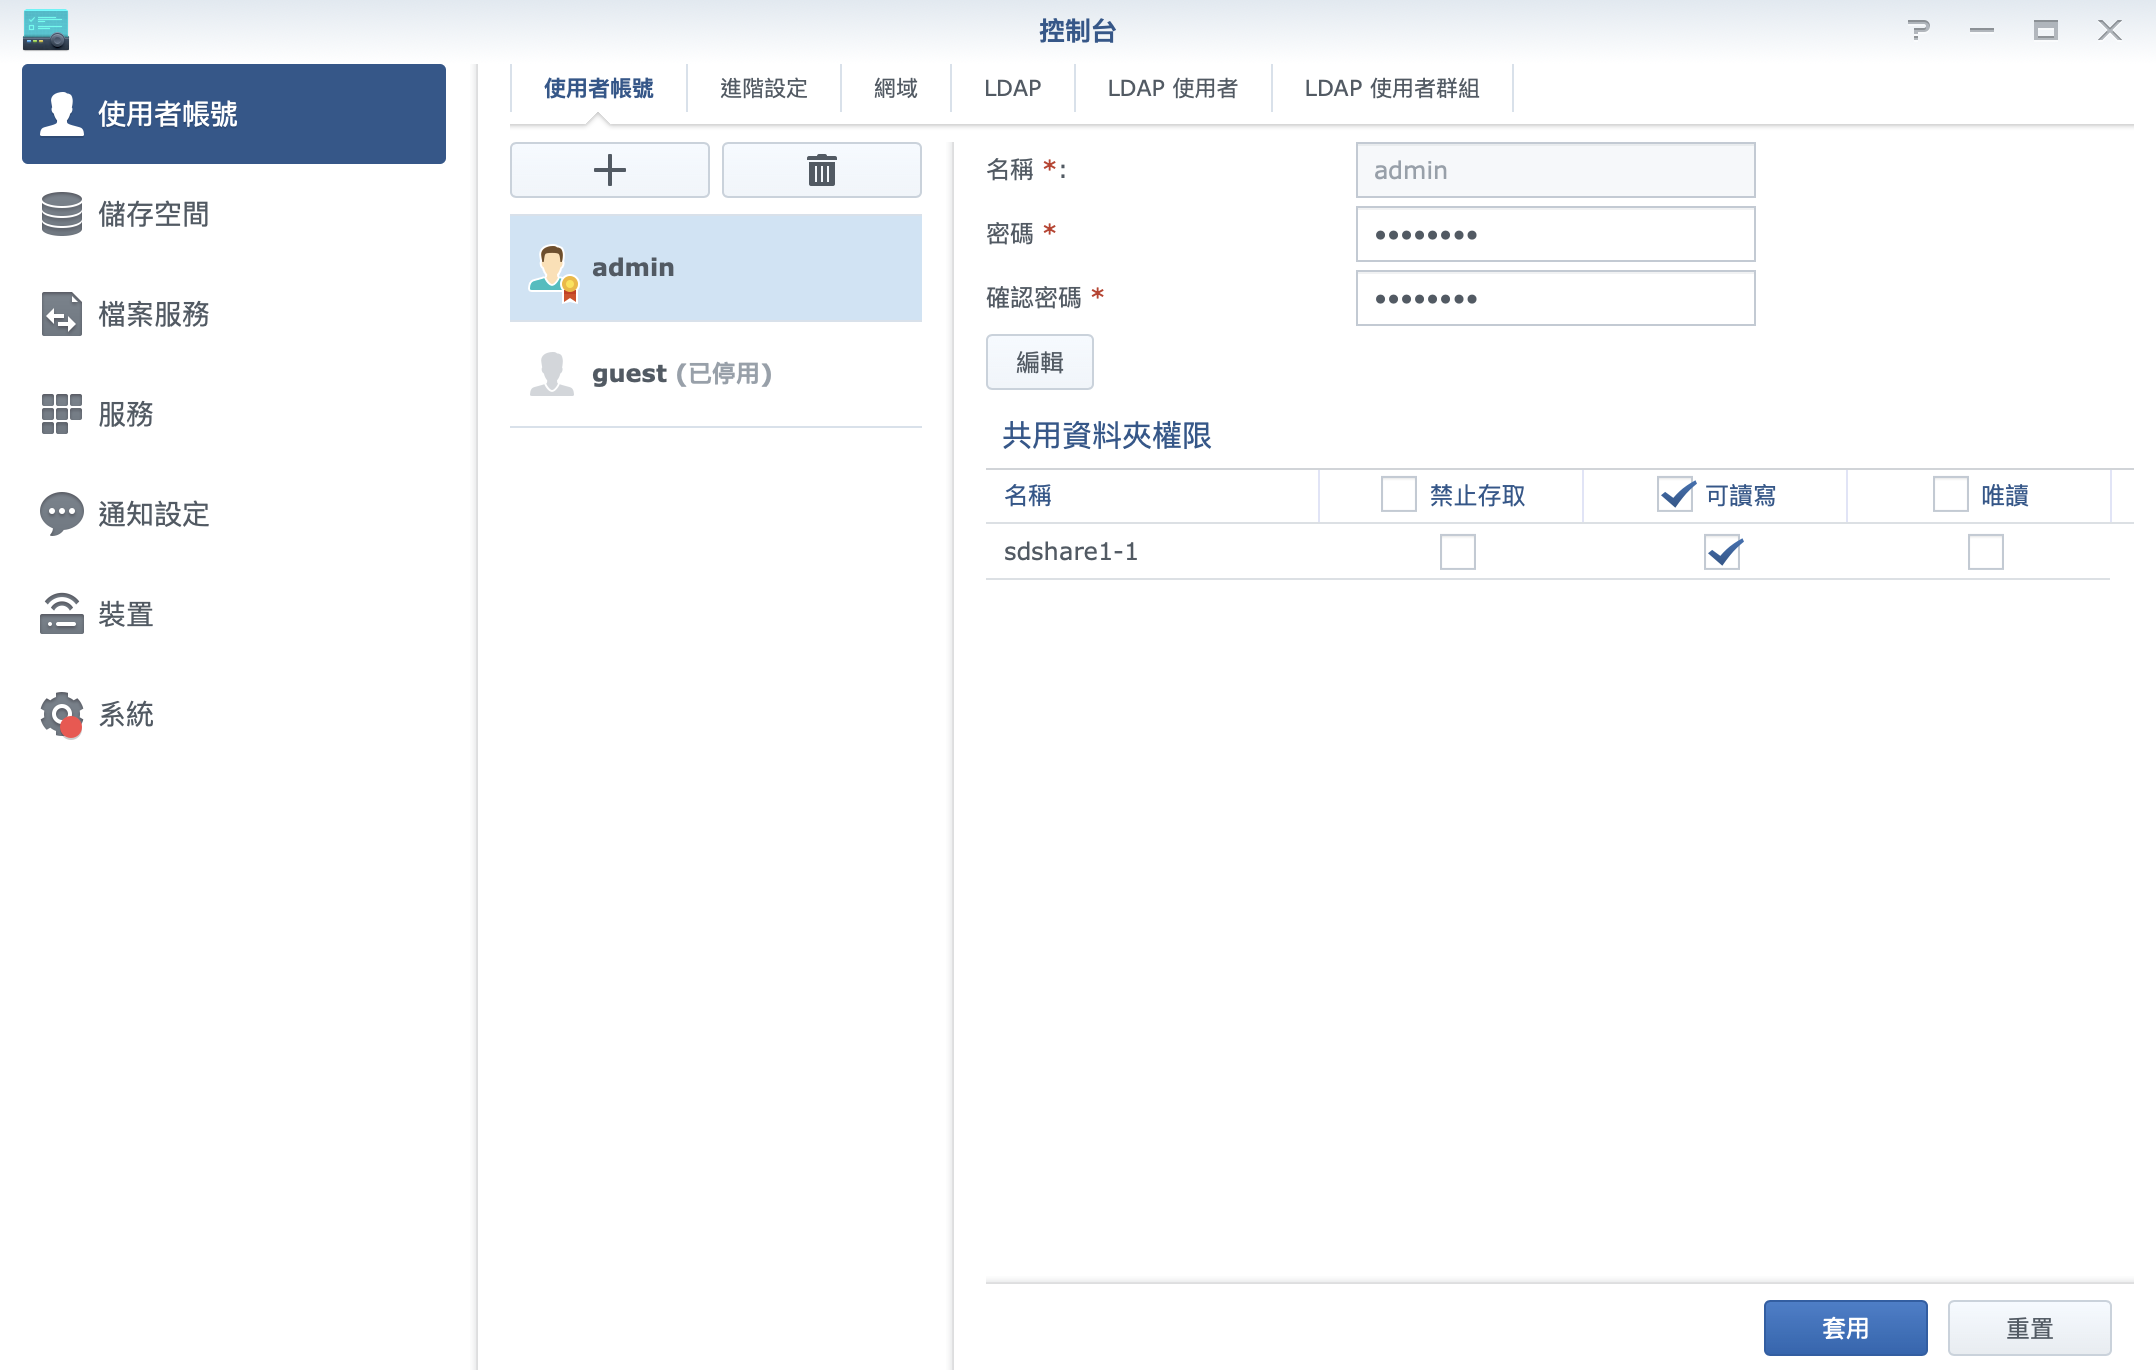 控制台
使用者帳號
儲存空間
檔案服務
服務
通知設定
裝置
系統
使用者帳號 進階設定 網域 LDAP LDAP 使用者 LDAP 使用者群組
admin
guest (已停用)
名稱 *: admin
密碼 * ••••••••
確認密碼 * ••••••••
編輯
共用資料夾權限
名稱 禁止存取 可讀寫 唯讀
sdshare1-1
套用 重置